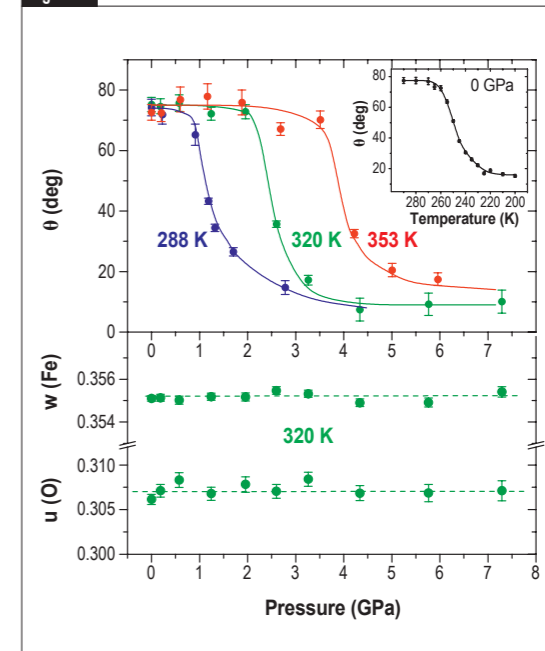 80
60
40
20
0
θ (deg)
288 K
320 K
353 K
80
60
40
20
θ (deg)
0 GPa
280 260 240 220 200
Temperature (K)
0 1 2 3 4 5 6 7
0.356
0.354
w (Fe)
320 K
0.310
0.305
0.300
u (O)
0 1 2 3 4 5 6 7 8
Pressure (GPa)